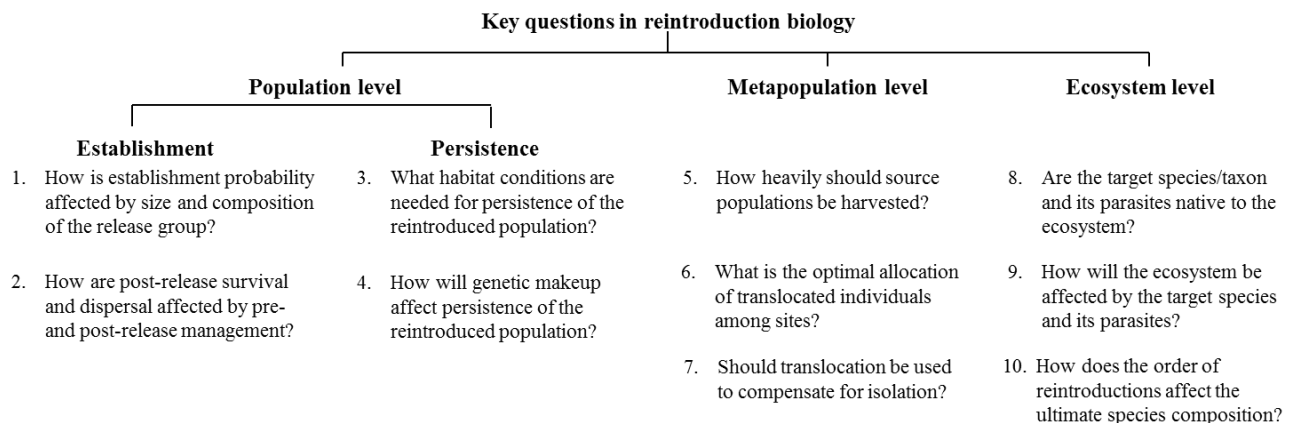 Key questions in reintroduction biology
Population level
Metapopulation level
Ecosystem level
Establishment
Persistence
1. How is establishment probability
affected by size and composition
of the release group?
2. How are post-release survival
and dispersal affected by pre-
and post-release management?
3. What habitat conditions are
needed for persistence of the
reintroduced population?
4. How will genetic makeup
affect persistence of the
reintroduced population?
5. How heavily should source
populations be harvested?
6. What is the optimal allocation
of translocated individuals
among sites?
7. Should translocation be used
to compensate for isolation?
8. Are the target species/taxon
and its parasites native to the
ecosystem?
9. How will the ecosystem be
affected by the target species
and its parasites?
10. How does the order of
reintroductions affect the
ultimate species composition?